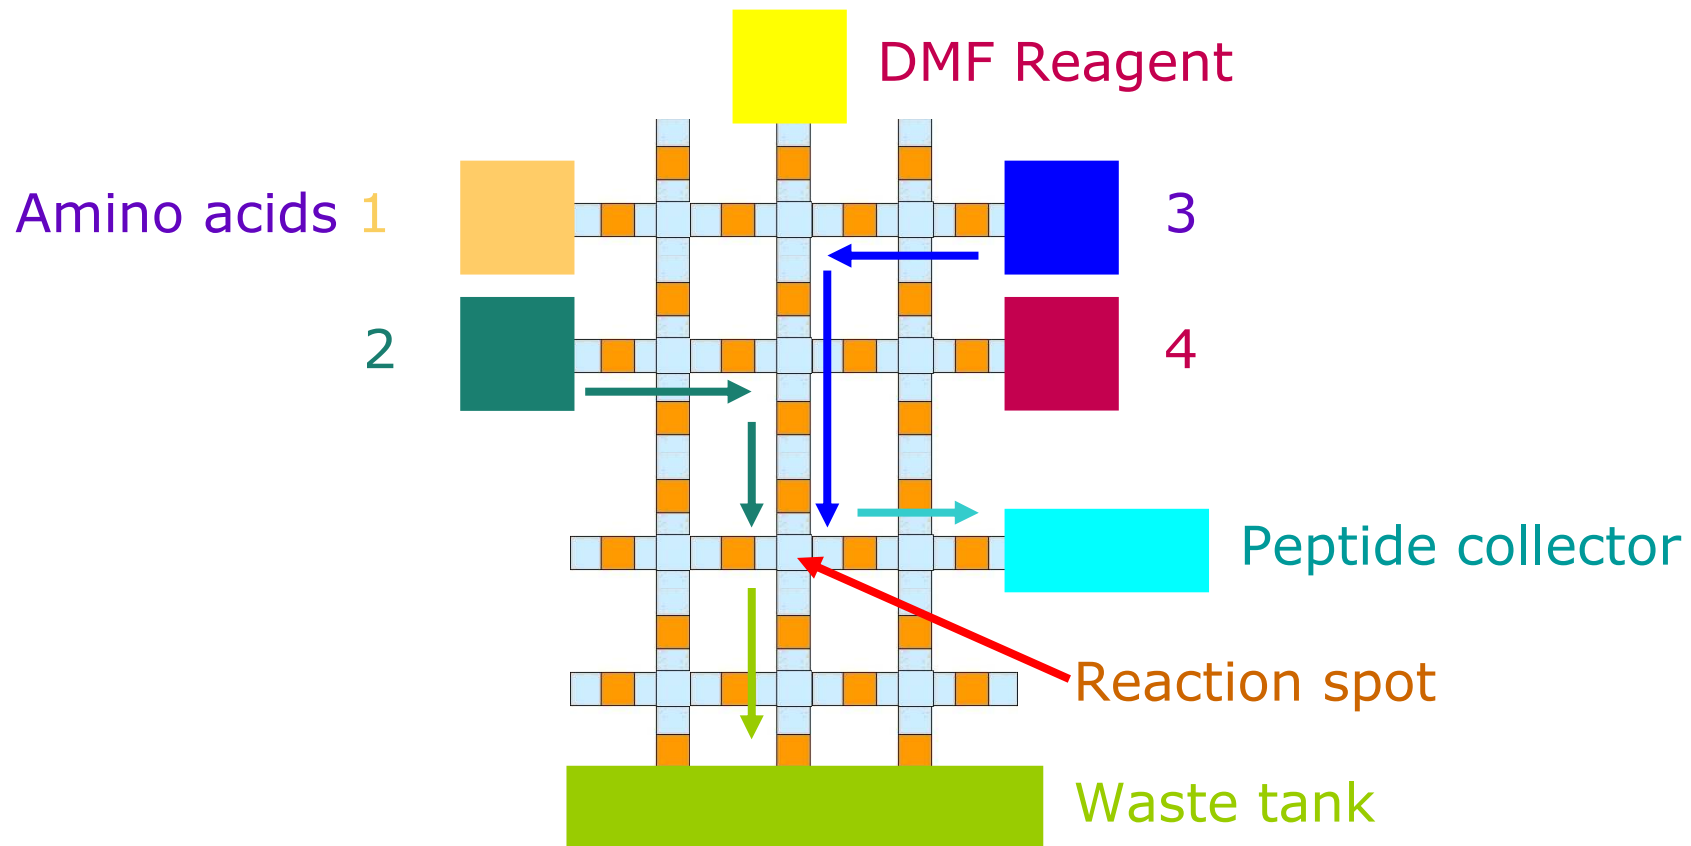 DMF Reagent
Amino acids 1
3
2
4
Peptide collector
Reaction spot
Waste tank